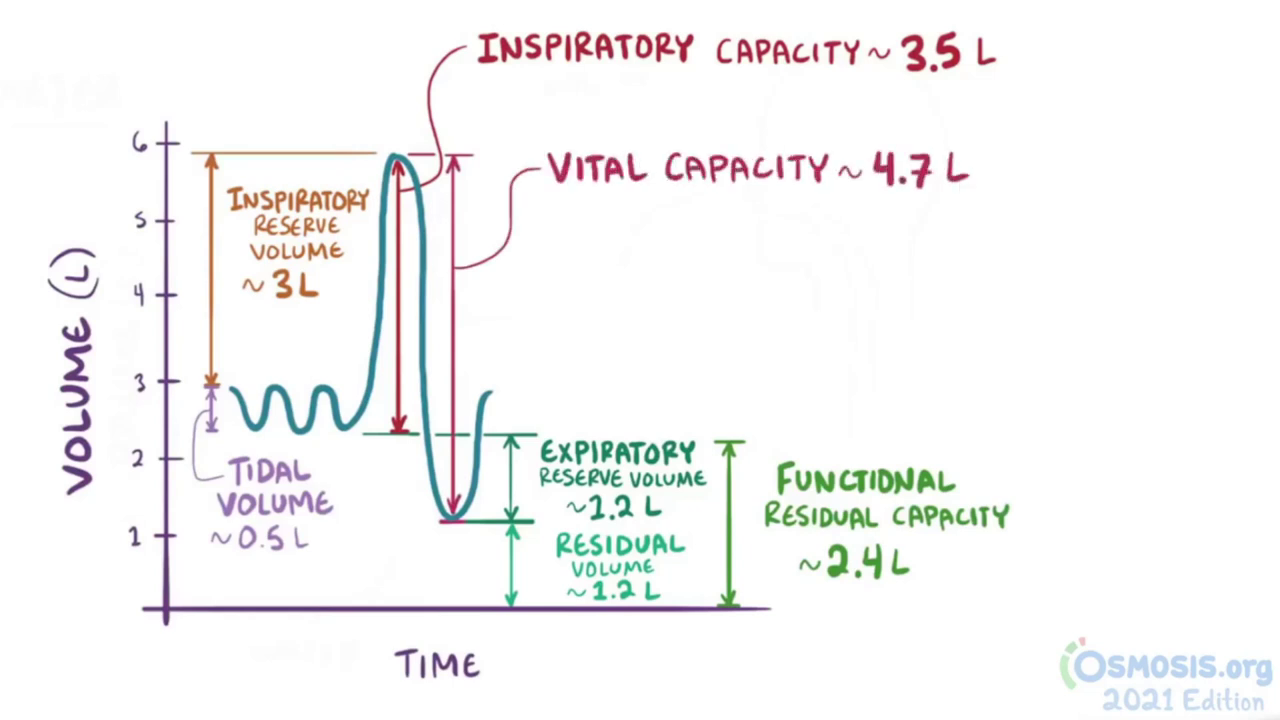 INSPIRATORY CAPACITY ~ 3.5 L
VITAL CAPACITY ~ 4.7 L
VOLUME (L)
6
5
4
3
2
1
INSPIRATORY
RESERVE
VOLUME
~ 3 L
TIDAL
VOLUME
~ 0.5 L
EXPIRATORY
RESERVE VOLUME
~ 1.2 L
RESIDUAL
VOLUME
~ 1.2 L
FUNCTIONAL
RESIDUAL CAPACITY
~ 2.4 L
TIME
OSMOSIS.org
2021 Edition